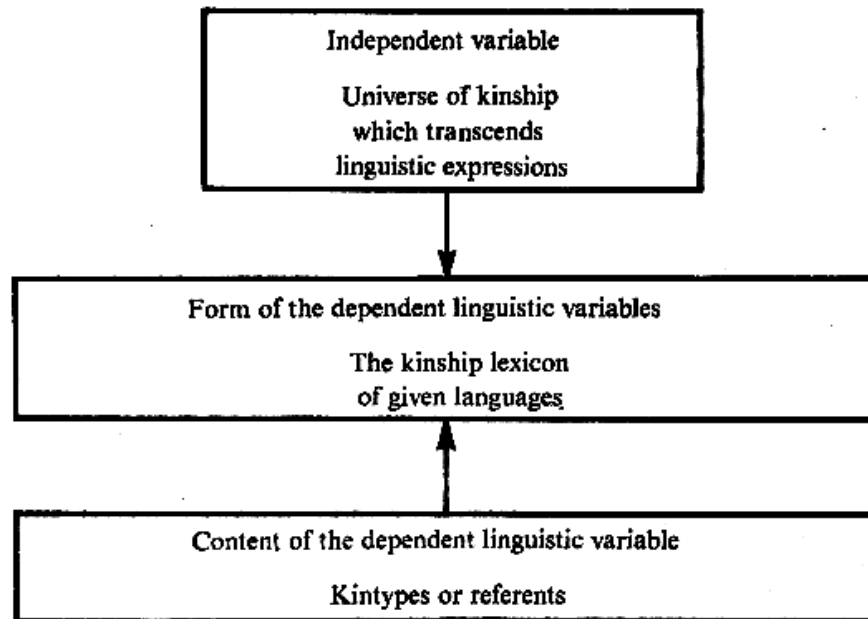 Independent variable
Universe of kinship
which transcends
linguistic expressions
Form of the dependent linguistic variables
The kinship lexicon
of given languages
Content of the dependent linguistic variable
Kintypes or referents